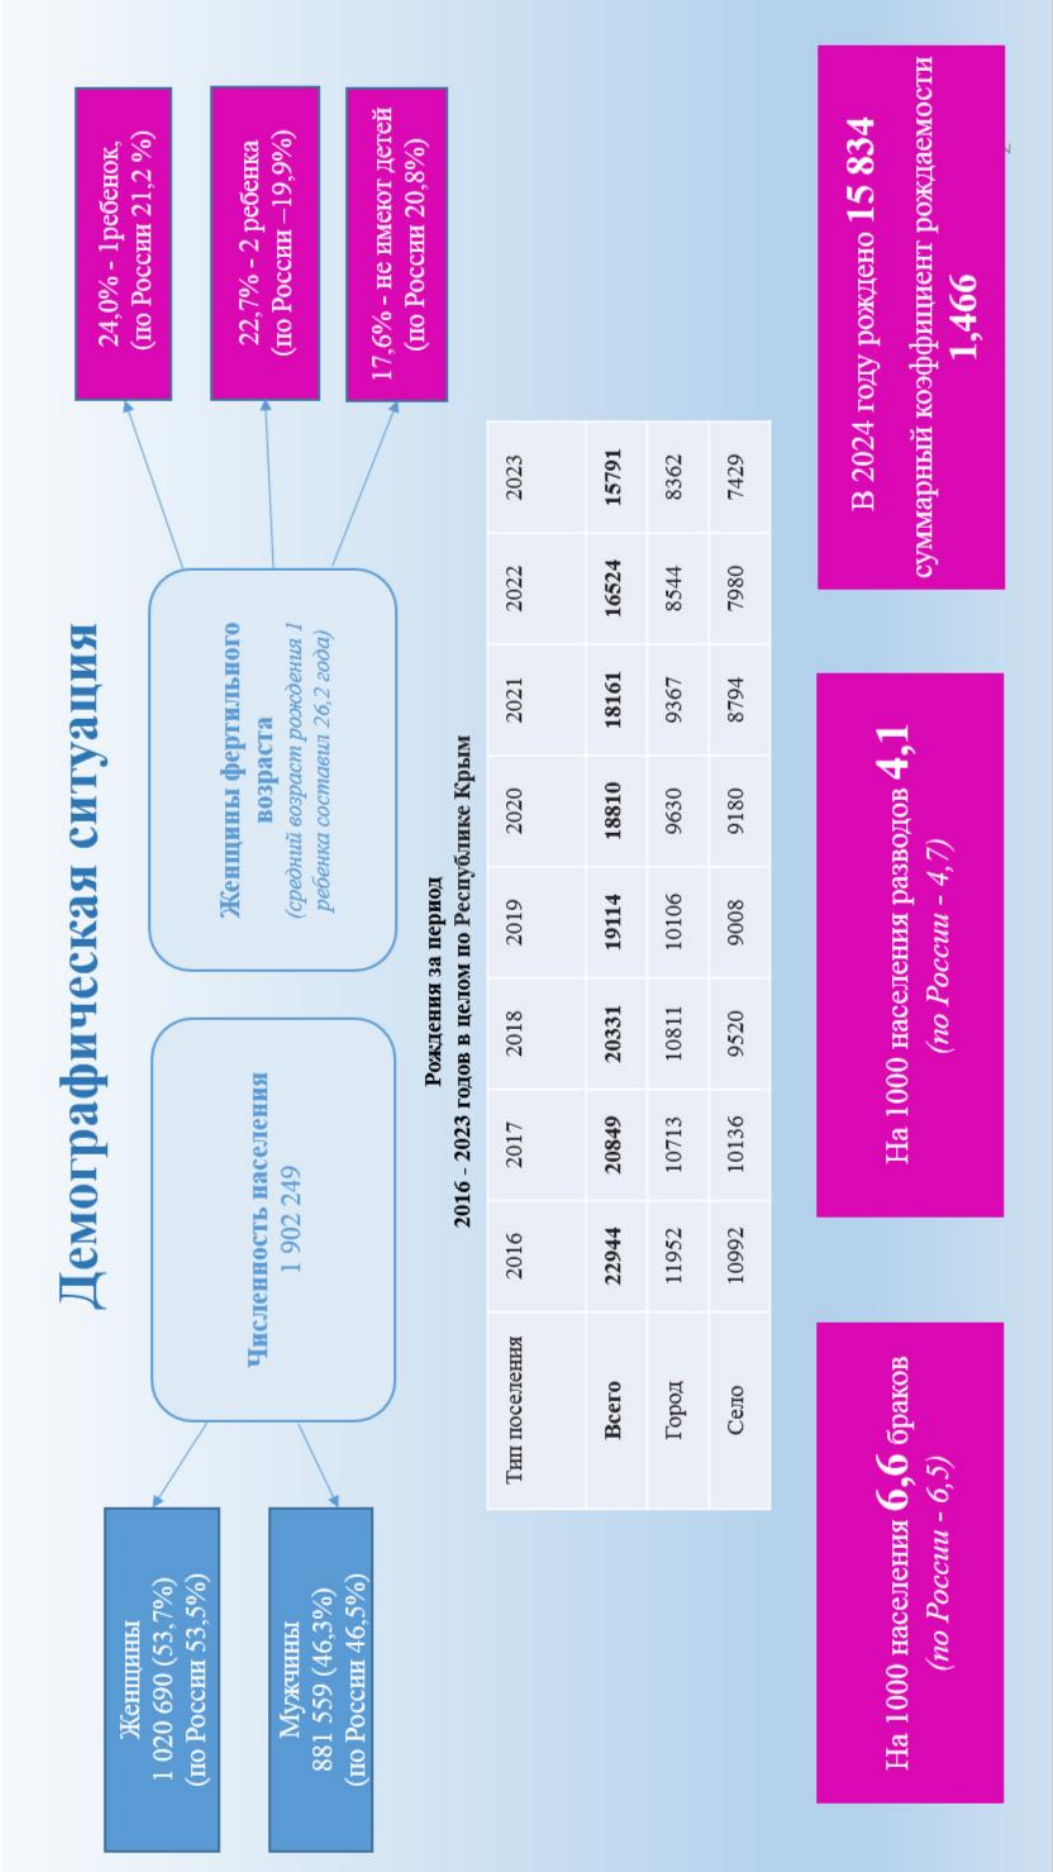 Демографическая ситуация
Женщины
1 020 690 (53,7%)
(по России 53,5%)
Мужчины
881 559 (46,3%)
(по России 46,5%)
Численность населения
1 902 249
Женщины фертильного
возраста
(средний возраст рождения 1
ребенка составил 26,2 года)
24,0% - 1ребенок,
(по России 21,2 %)
22,7% - 2 ребенка
(по России –19,9%)
17,6% - не имеют детей
(по России 20,8%)
Рождения за период
2016 - 2023 годов в целом по Республике Крым
Тип поселения 2016 2017 2018 2019 2020 2021 2022 2023
Всего 22944 20849 20331 19114 18810 18161 16524 15791
Город 11952 10713 10811 10106 9630 9367 8544 8362
Село 10992 10136 9520 9008 9180 8794 7980 7429
На 1000 населения 6,6 браков
(по России - 6,5)
На 1000 населения разводов 4,1
(по России - 4,7)
В 2024 году рождено 15 834
суммарный коэффициент рождаемости
1,466